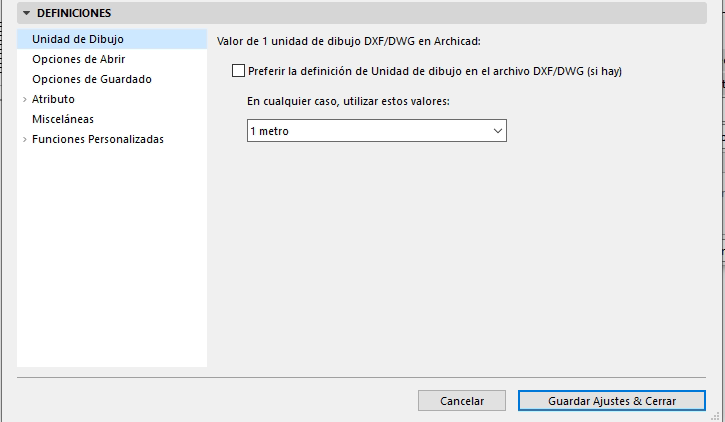 DEFINICIONES
Unidad de Dibujo
Opciones de Abrir
Opciones de Guardado
Atributo
Misceláneas
Funciones Personalizadas
Valor de 1 unidad de dibujo DXF/DWG en Archicad:
Preferir la definición de Unidad de dibujo en el archivo DXF/DWG (si hay)
En cualquier caso, utilizar estos valores:
1 metro
Cancelar
Guardar Ajustes & Cerrar